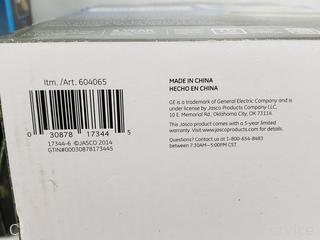 Itm. /Art. 604065
0 30878 17344 5
17344-6 ©JASCO 2014
GTIN#00030878173445
MADE IN CHINA
HECHO EN CHINA
GE is a trademark of General Electric Company and is
under license by Jasco Products Company LLC,
10 E. Memorial Rd., Oklahoma City, OK 73114.
This Jasco product comes with a 5-year limited
warranty. Visit www.jascoproducts.com for details.
Questions? Contact us at 1-800-654-8483
between 7:30AM—5:00PM CST.